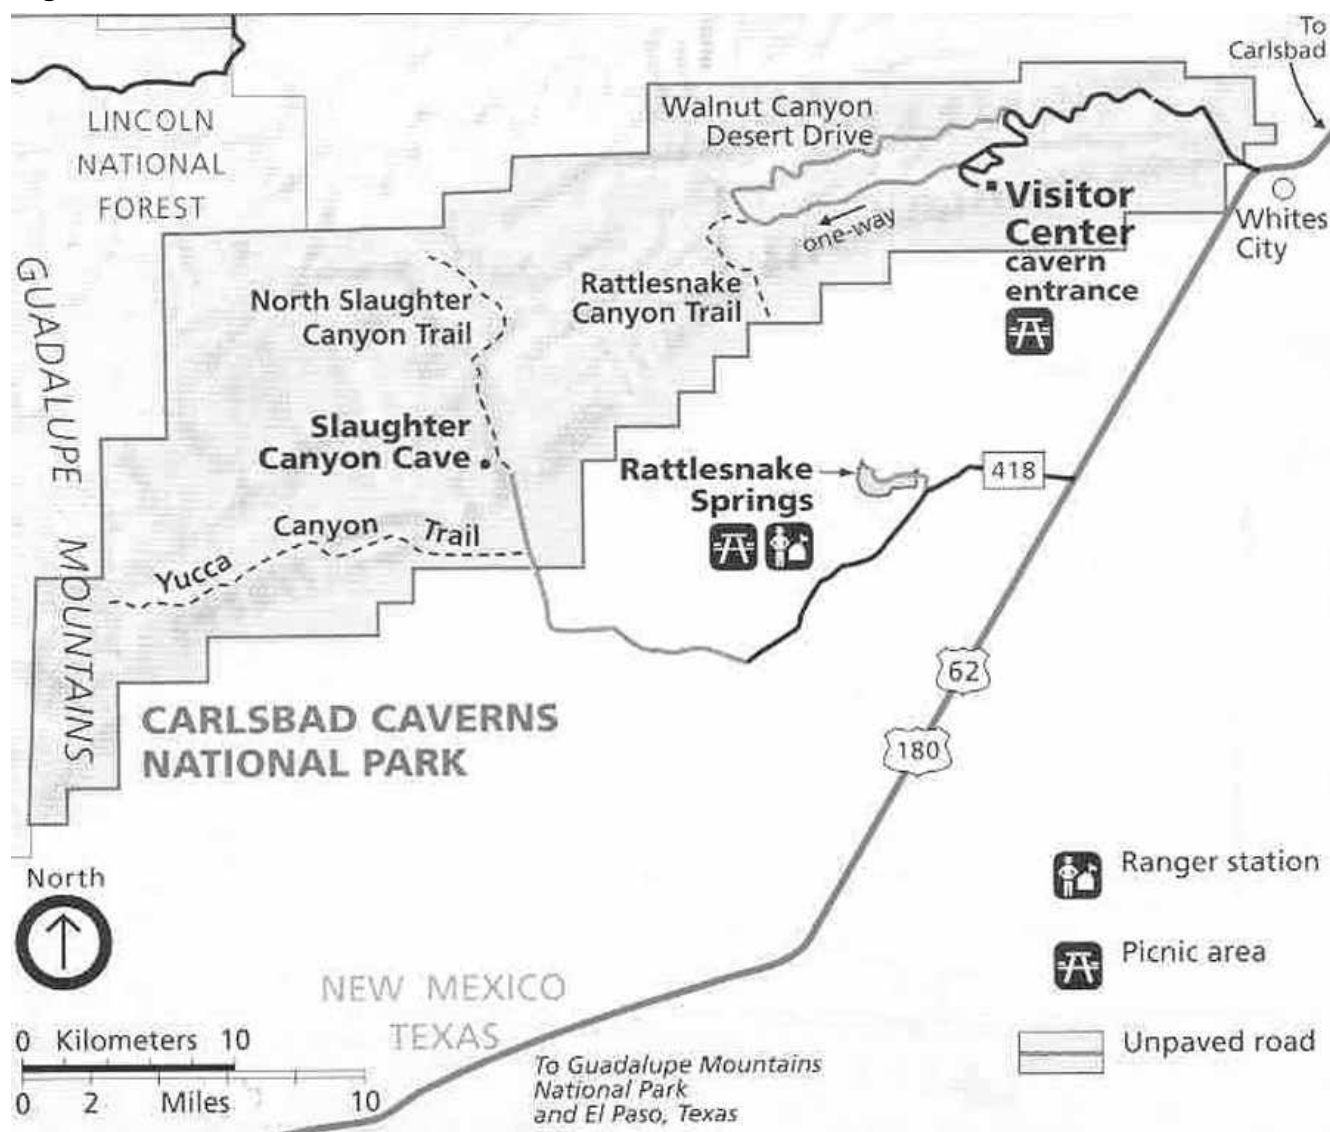 To
Carlsbad
LINCOLN
NATIONAL
FOREST
Walnut Canyon
Desert Drive
Visitor
Center
cavern
entrance
one-way
Whites
City
GUADALUPE
MOUNTAINS
North Slaughter
Canyon Trail
Rattlesnake
Canyon Trail
Slaughter
Canyon Cave
Rattlesnake
Springs
418
Yucca Canyon Trail
62
180
CARLSBAD CAVERNS
NATIONAL PARK
North
NEW MEXICO
TEXAS
Ranger station
Picnic area
Unpaved road
0 Kilometers 10
0 2 Miles 10
To Guadalupe Mountains
National Park
and El Paso, Texas